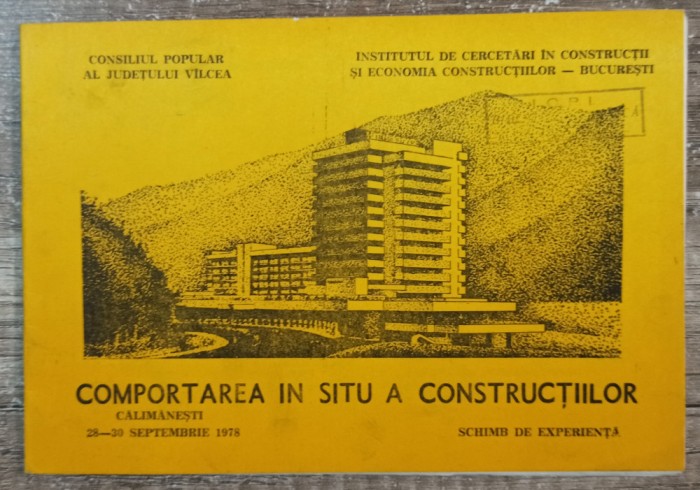 CONSILIUL POPULAR
AL JUDEȚULUI VÎLCEA
INSTITUTUL DE CERCETĂRI ÎN CONSTRUCȚII
ȘI ECONOMIA CONSTRUCȚIILOR — BUCUREȘTI
COMPORTAREA IN SITU A CONSTRUCȚIILOR
CĂLIMĂNEȘTI
28—30 SEPTEMBRIE 1978
SCHIMB DE EXPERIENȚĂ